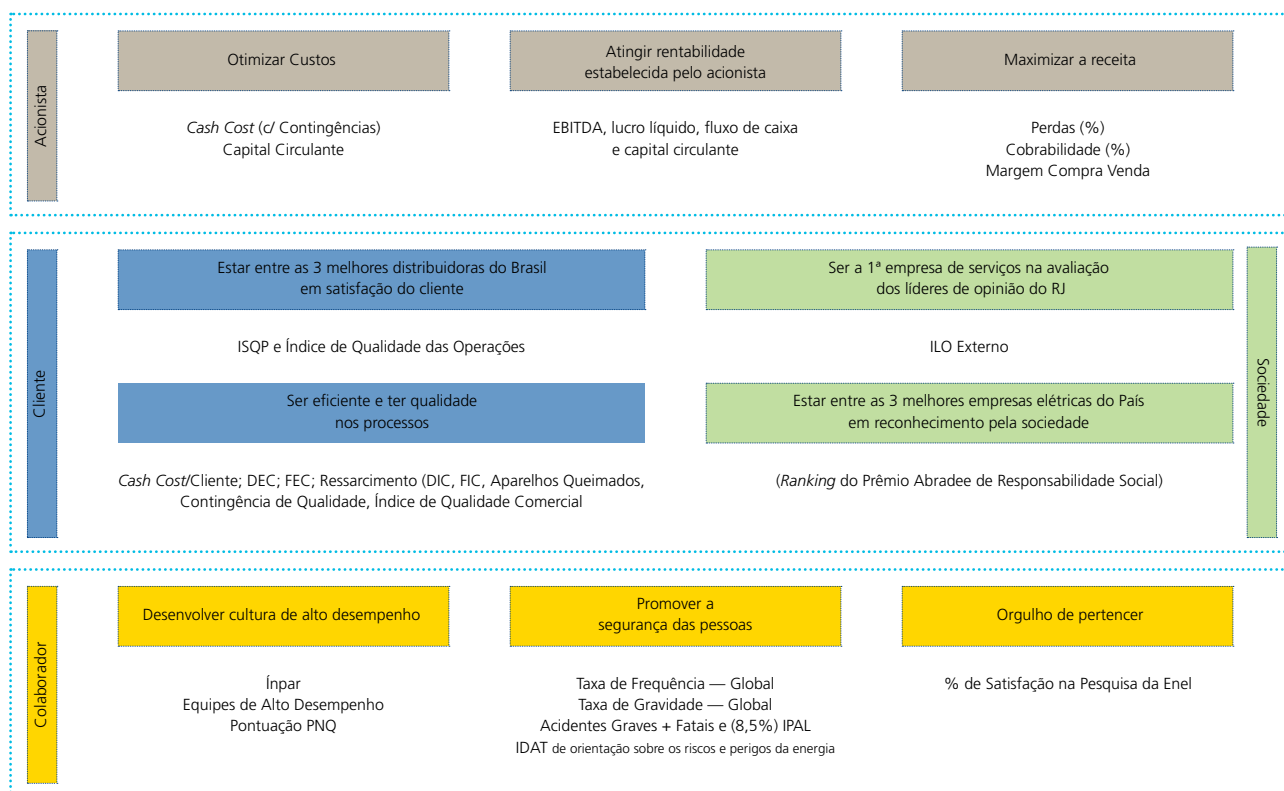 Acionista
Otimizar Custos
Cash Cost (c/ Contingências)
Capital Circulante
Atingir rentabilidade
estabelecida pelo acionista
EBITDA, lucro líquido, fluxo de caixa
e capital circulante
Maximizar a receita
Perdas (%)
Cobrabilidade (%)
Margem Compra Venda
Cliente
Estar entre as 3 melhores distribuidoras do Brasil
em satisfação do cliente
ISQP e Índice de Qualidade das Operações
Ser eficiente e ter qualidade
nos processos
Cash Cost/Cliente; DEC; FEC; Ressarcimento (DIC, FIC, Aparelhos Queimados,
Contingência de Qualidade, Índice de Qualidade Comercial
Ser a 1ª empresa de serviços na avaliação
dos líderes de opinião do RJ
ILO Externo
Estar entre as 3 melhores empresas elétricas do País
em reconhecimento pela sociedade
(Ranking do Prêmio Abradee de Responsabilidade Social)
Sociedade
Colaborador
Desenvolver cultura de alto desempenho
Ínpar
Equipes de Alto Desempenho
Pontuação PNQ
Promover a
segurança das pessoas
Taxa de Frequência — Global
Taxa de Gravidade — Global
Acidentes Graves + Fatais e (8,5%) IPAL
IDAT de orientação sobre os riscos e perigos da energia
Orgulho de pertencer
% de Satisfação na Pesquisa da Enel